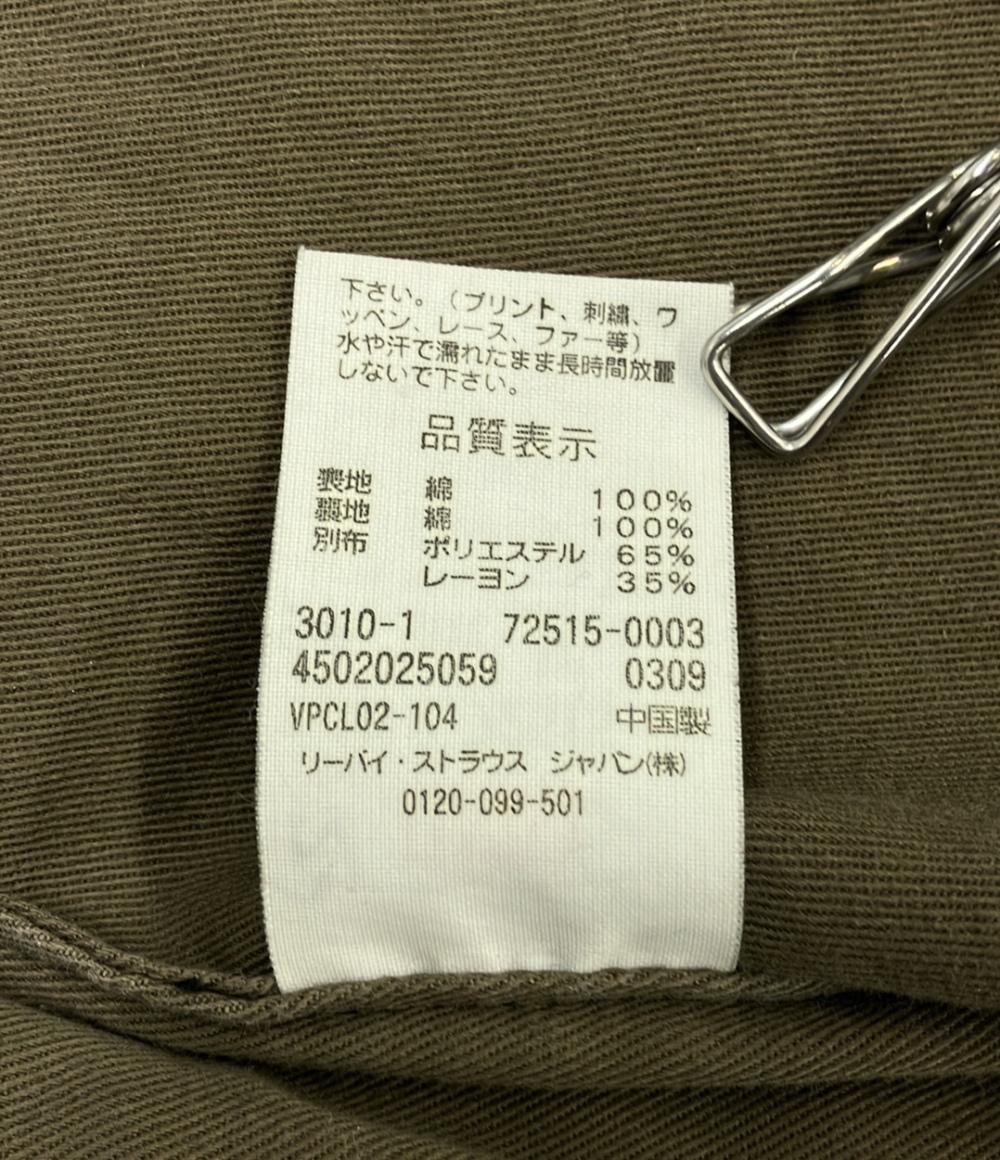 下さい。(プリント、刺繍、ワ
ッペン、レース、ファー等)
水や汗で濡れたまま長時間放置
しないで下さい。
品質表示
表地 綿 100%
裏地 綿 100%
別布 ポリエステル 65%
レーヨン 35%
3010-1 72515-0003
4502025059 0309
VPCL02-104 中国製
リーバイ・ストラウス ジャパン(株)
0120-099-501